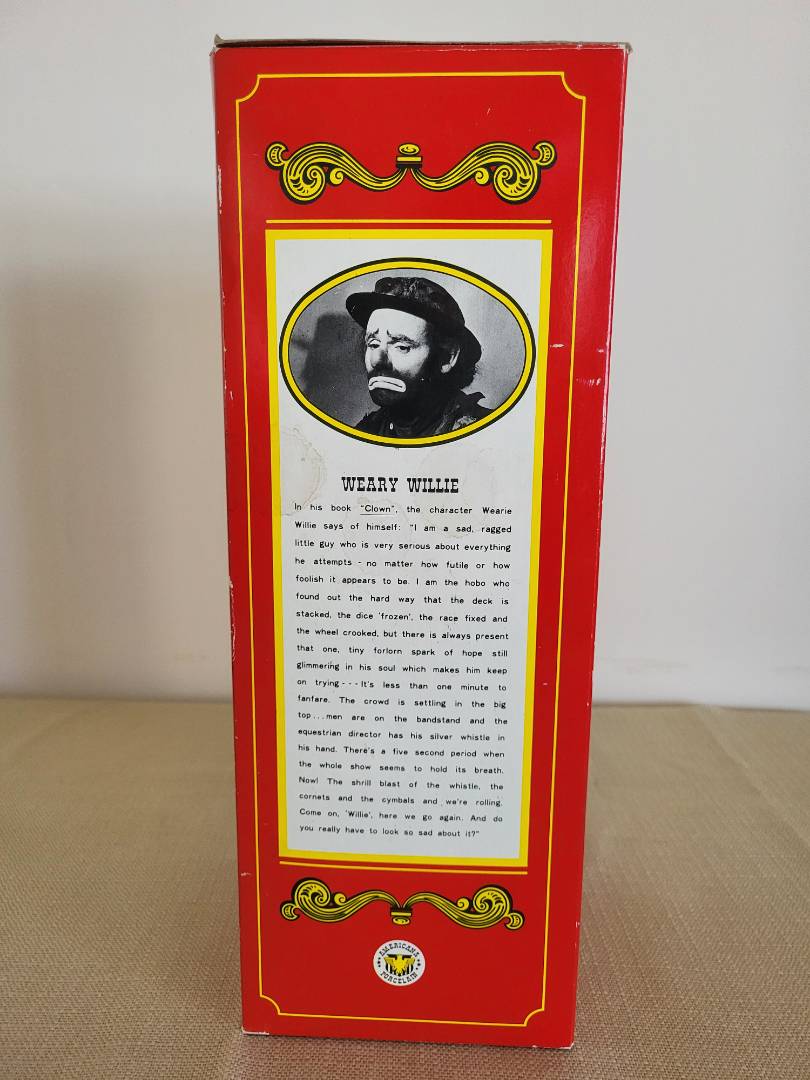 WEARY WILLIE
In his book "Clown", the character Wearie
Willie says of himself: "I am a sad, ragged
little guy who is very serious about everything
he attempts - no matter how futile or how
foolish it appears to be. I am the hobo who
found out the hard way that the deck is
stacked, the dice 'frozen', the race fixed and
the wheel crooked, but there is always present
that one, tiny forlorn spark of hope still
glimmering in his soul which makes him keep
on trying - - - It's less than one minute to
fanfare. The crowd is settling in the big
top ... men are on the bandstand and the
equestrian director has his silver whistle in
his hand. There's a five second period when
the whole show seems to hold its breath.
Now! The shrill blast of the whistle, the
cornets and the cymbals and we're rolling.
Come on, 'Willie', here we go again. And do
you really have to look so sad about it?"
AMERICANA
PORCELAIN